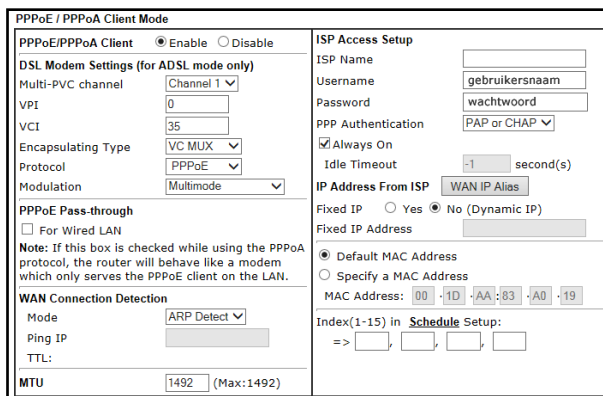 PPPoE / PPPoA Client Mode
PPPoE/PPPoA Client Enable Disable
DSL Modem Settings (for ADSL mode only)
Multi-PVC channel Channel 1
VPI 0
VCI 35
Encapsulating Type VC MUX
Protocol PPPoE
Modulation Multimode
PPPoE Pass-through
For Wired LAN
Note: If this box is checked while using the PPPoA
protocol, the router will behave like a modem
which only serves the PPPoE client on the LAN.
WAN Connection Detection
Mode ARP Detect
Ping IP
TTL:
MTU 1492 (Max:1492)
ISP Access Setup
ISP Name
Username gebruikersnaam
Password wachtwoord
PPP Authentication PAP or CHAP
Always On
Idle Timeout -1 second(s)
IP Address From ISP WAN IP Alias
Fixed IP Yes No (Dynamic IP)
Fixed IP Address
Default MAC Address
Specify a MAC Address
MAC Address: 00 · 1D · AA : 83 · A0 · 19
Index(1-15) in Schedule Setup:
=> , , ,